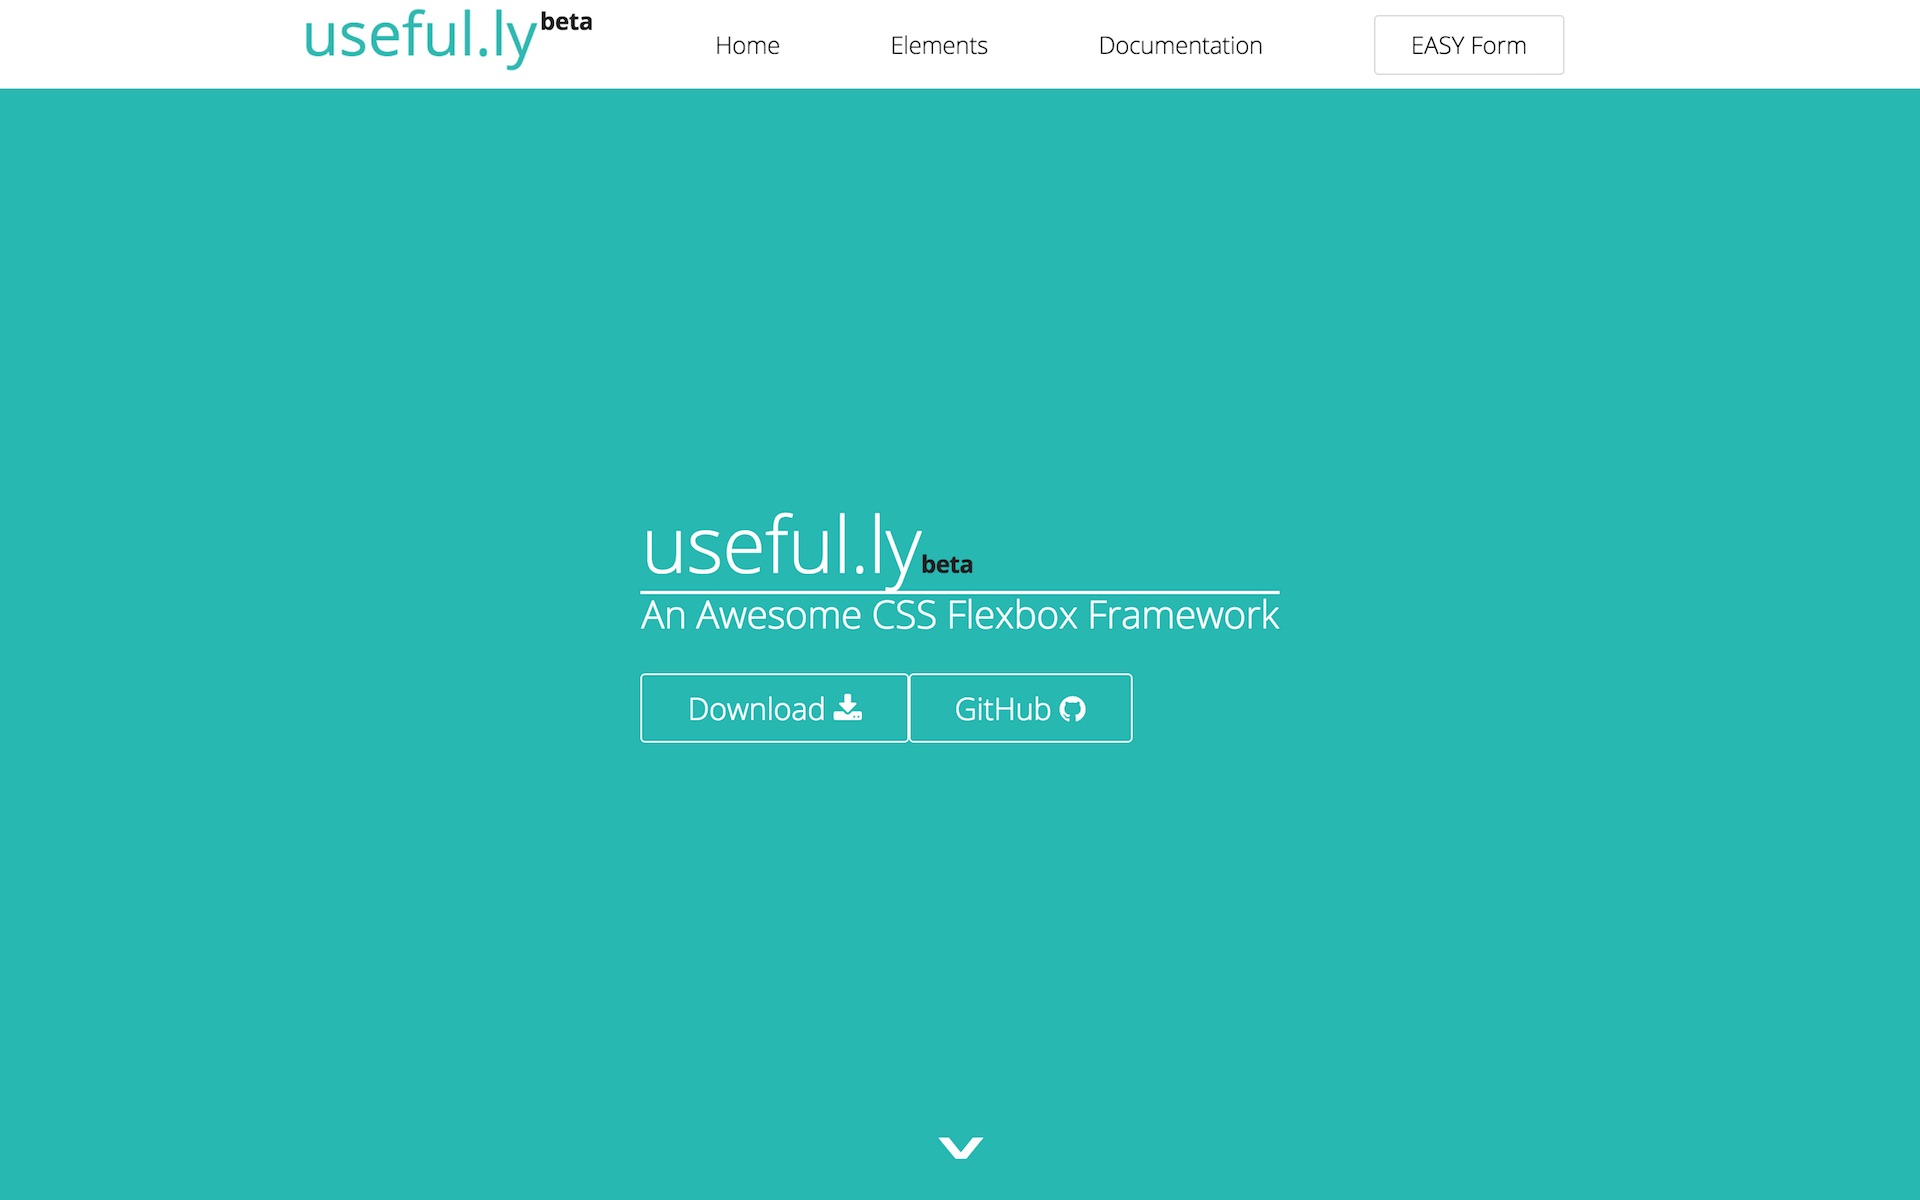 useful.ly beta
Home Elements Documentation EASY Form
useful.ly beta
An Awesome CSS Flexbox Framework
Download GitHub